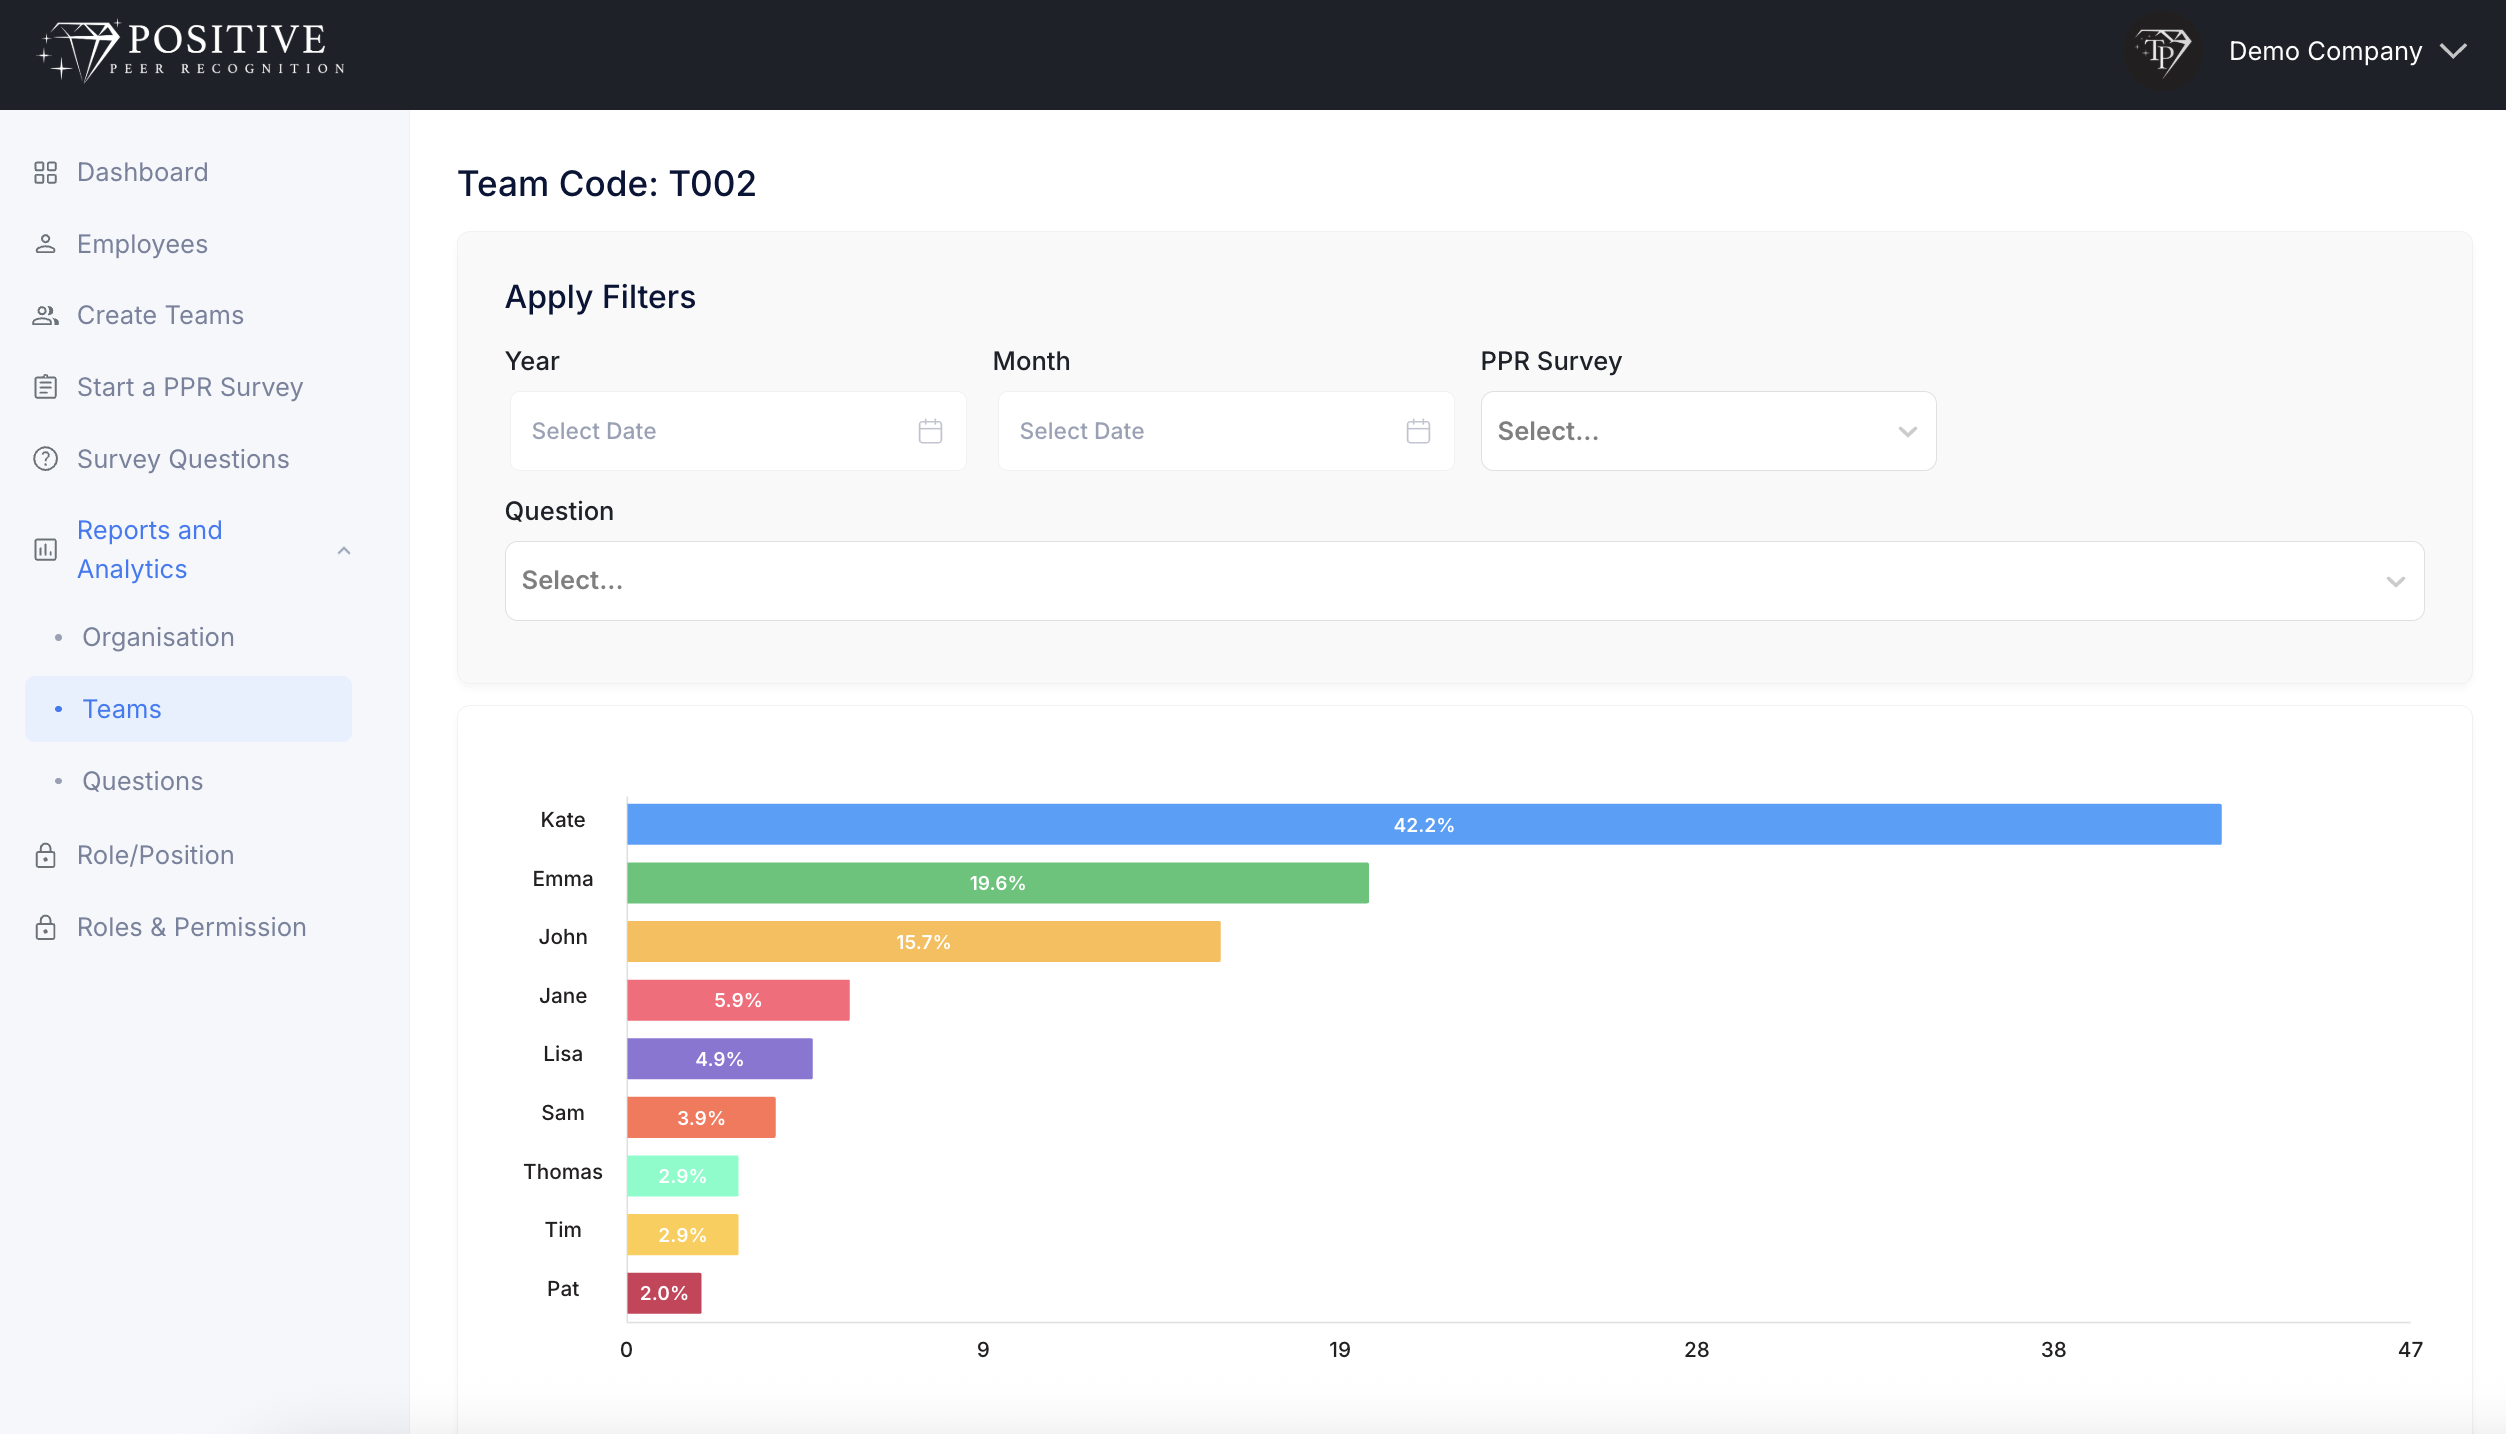 POSITIVE
PEER RECOGNITION
TP
Demo Company
Dashboard
Employees
Create Teams
Start a PPR Survey
Survey Questions
Reports and
Analytics
Organisation
Teams
Questions
Role/Position
Roles & Permission
Team Code: T002
Apply Filters
Year
Month
PPR Survey
Select Date
Select Date
Select...
Question
Select...
Kate
42.2%
Emma
19.6%
John
15.7%
Jane
5.9%
Lisa
4.9%
Sam
3.9%
Thomas
2.9%
Tim
2.9%
Pat
2.0%
0 9 19 28 38 47